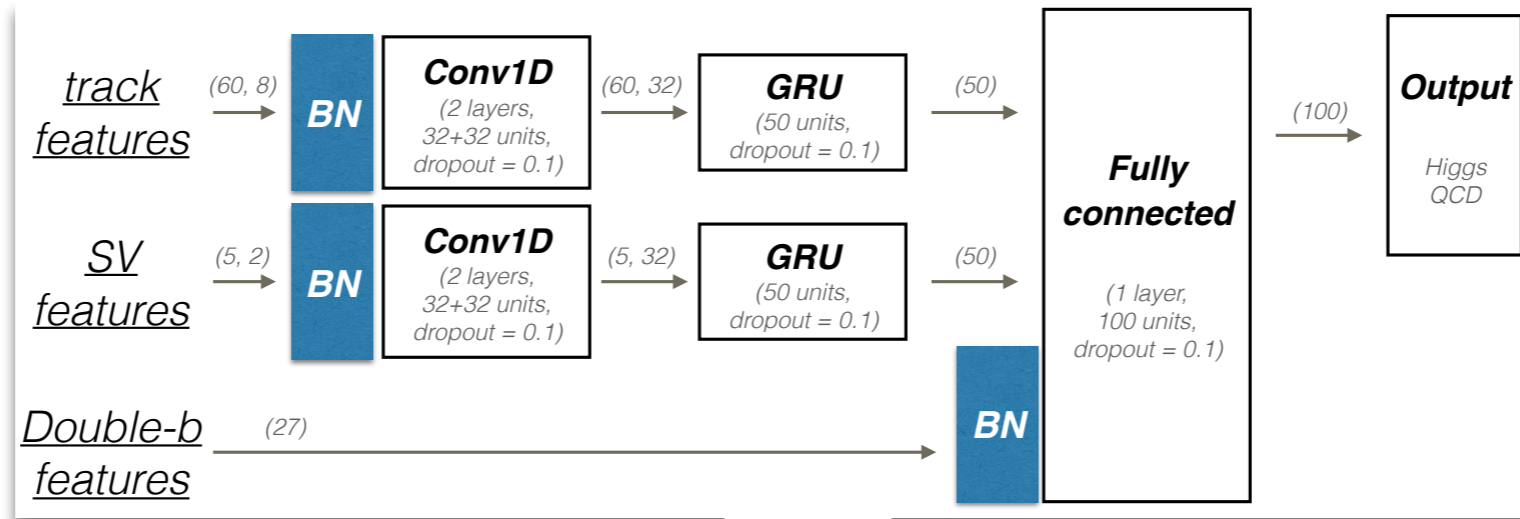 track
features
(60, 8)
BN
Conv1D
(2 layers,
32+32 units,
dropout = 0.1)
(60, 32)
GRU
(50 units,
dropout = 0.1)
(50)
SV
features
(5, 2)
BN
Conv1D
(2 layers,
32+32 units,
dropout = 0.1)
(5, 32)
GRU
(50 units,
dropout = 0.1)
(50)
Double-b
features
(27)
BN
Fully
connected
(1 layer,
100 units,
dropout = 0.1)
(100)
Output
Higgs
QCD